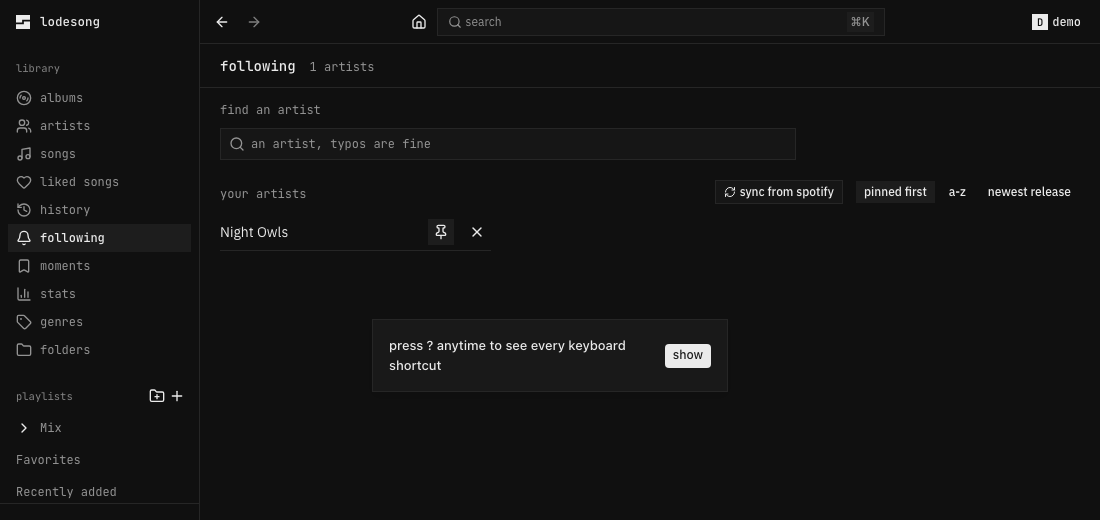 lodesong
search
⌘K
D demo
library
albums
artists
songs
liked songs
history
following
moments
stats
genres
folders
playlists
Mix
Favorites
Recently added
following 1 artists
find an artist
an artist, typos are fine
your artists
sync from spotify
pinned first
a-z
newest release
Night Owls
press ? anytime to see every keyboard
shortcut
show